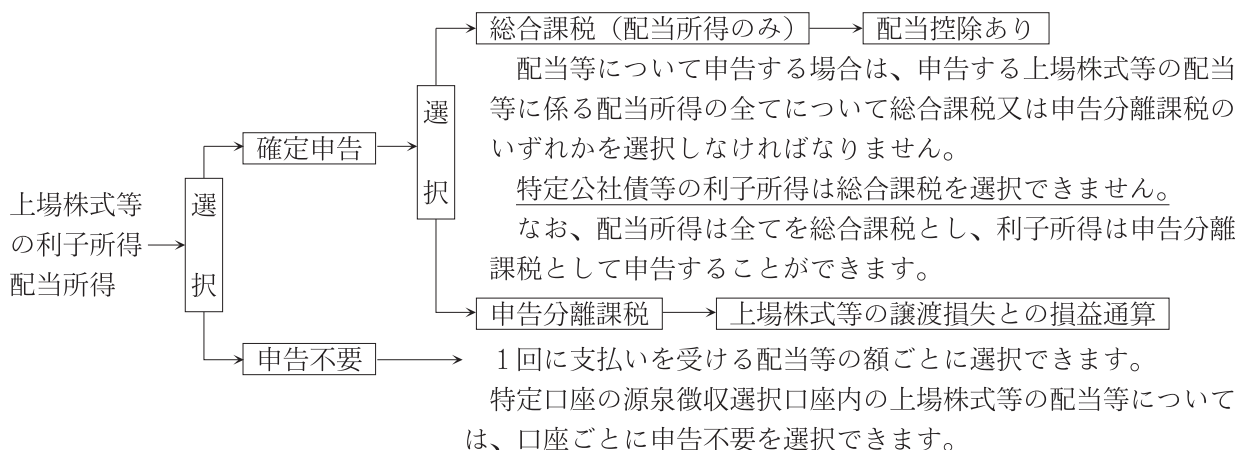 上場株式等
の利子所得
配当所得
選
択
確定申告
選
択
総合課税（配当所得のみ）
配当控除あり
配当等について申告する場合は、申告する上場株式等の配当
等に係る配当所得の全てについて総合課税又は申告分離課税の
いずれかを選択しなければなりません。
特定公社債等の利子所得は総合課税を選択できません。
なお、配当所得は全てを総合課税とし、利子所得は申告分離
課税として申告することができます。
申告分離課税
上場株式等の譲渡損失との損益通算
申告不要
１回に支払いを受ける配当等の額ごとに選択できます。
特定口座の源泉徴収選択口座内の上場株式等の配当等について
は、口座ごとに申告不要を選択できます。